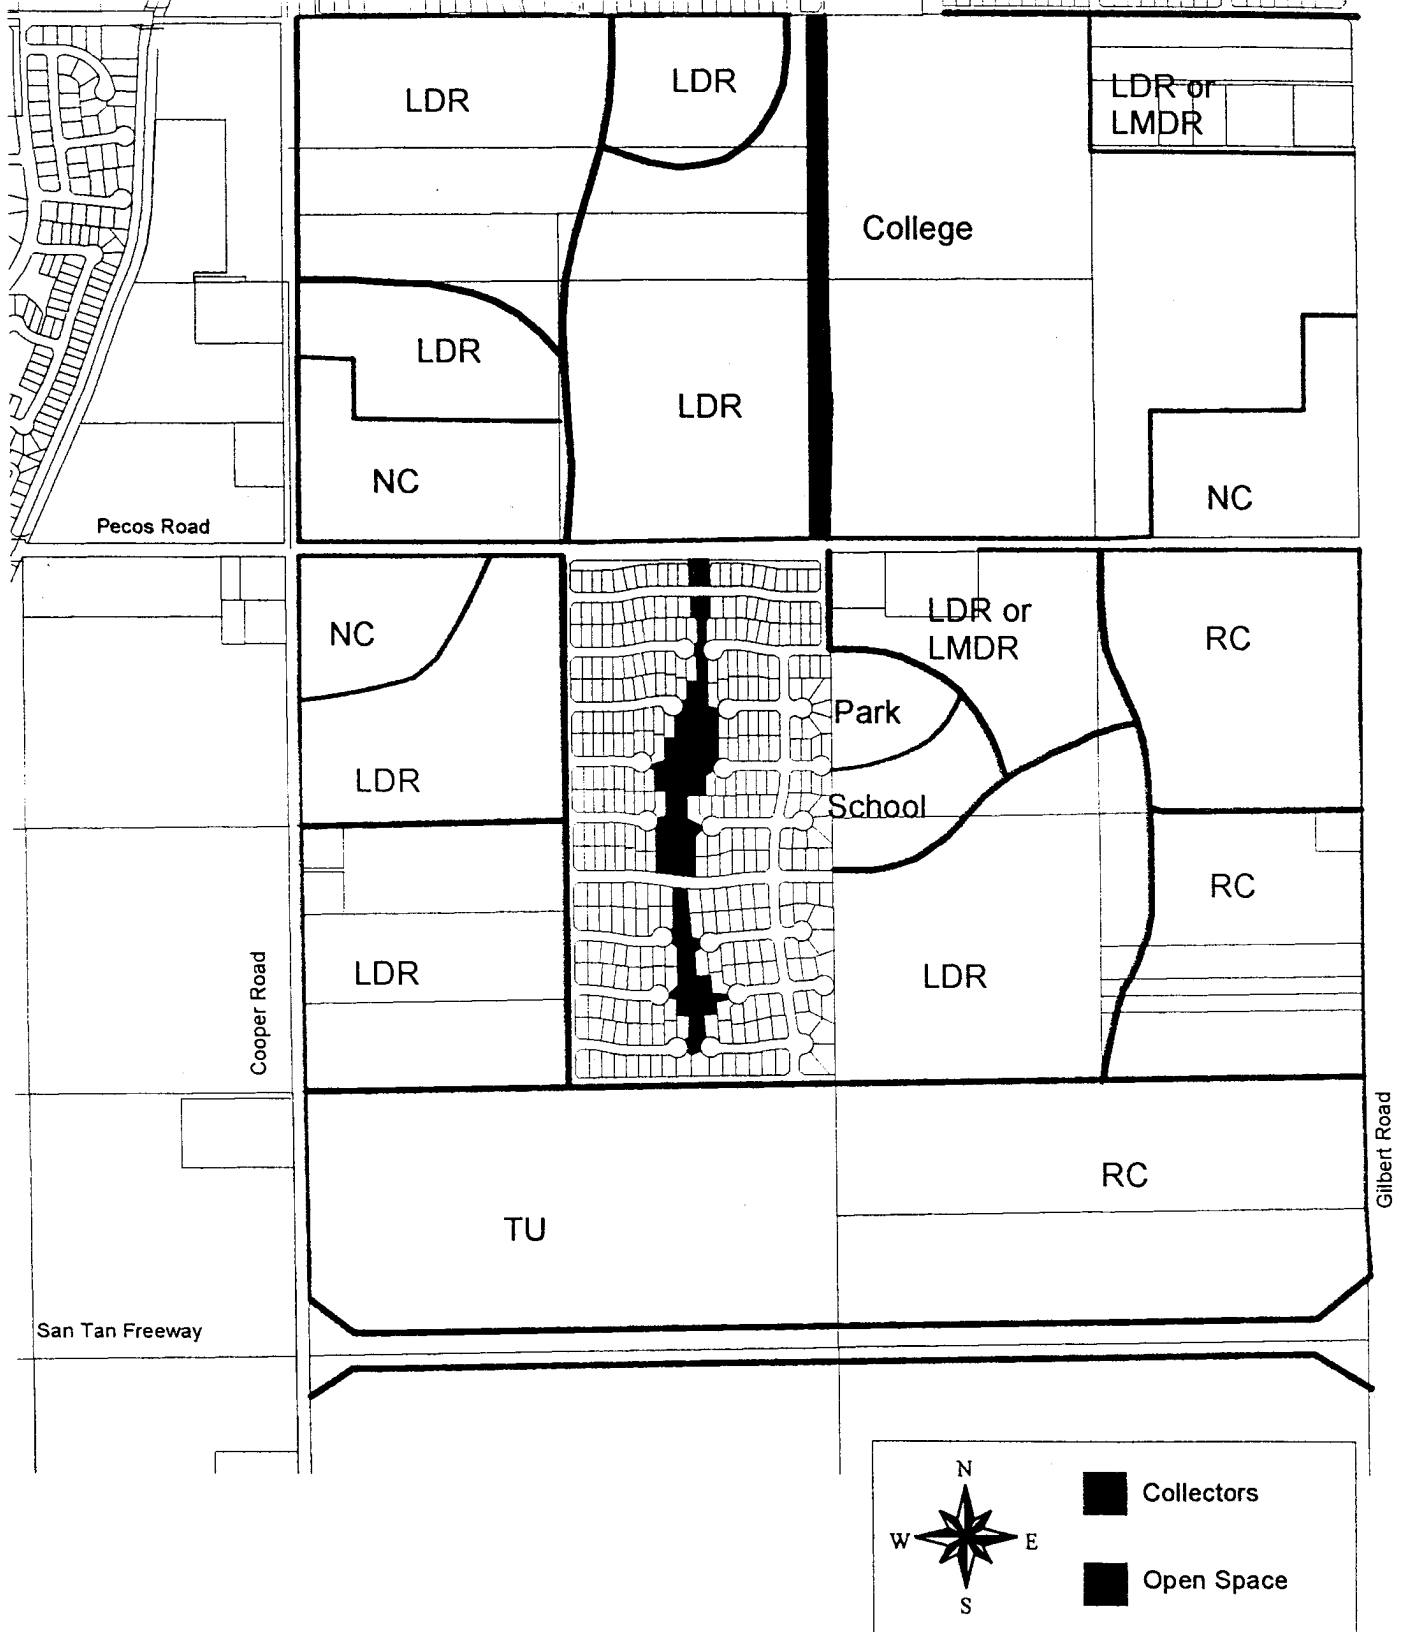 LDR
LDR
LDR or
LMDR
College
LDR
LDR
NC
NC
Pecos Road
NC
LDR or
LMDR
RC
Park
LDR
School
RC
LDR
LDR
Cooper Road
Gilbert Road
RC
TU
San Tan Freeway
N
W
E
S
Collectors
Open Space